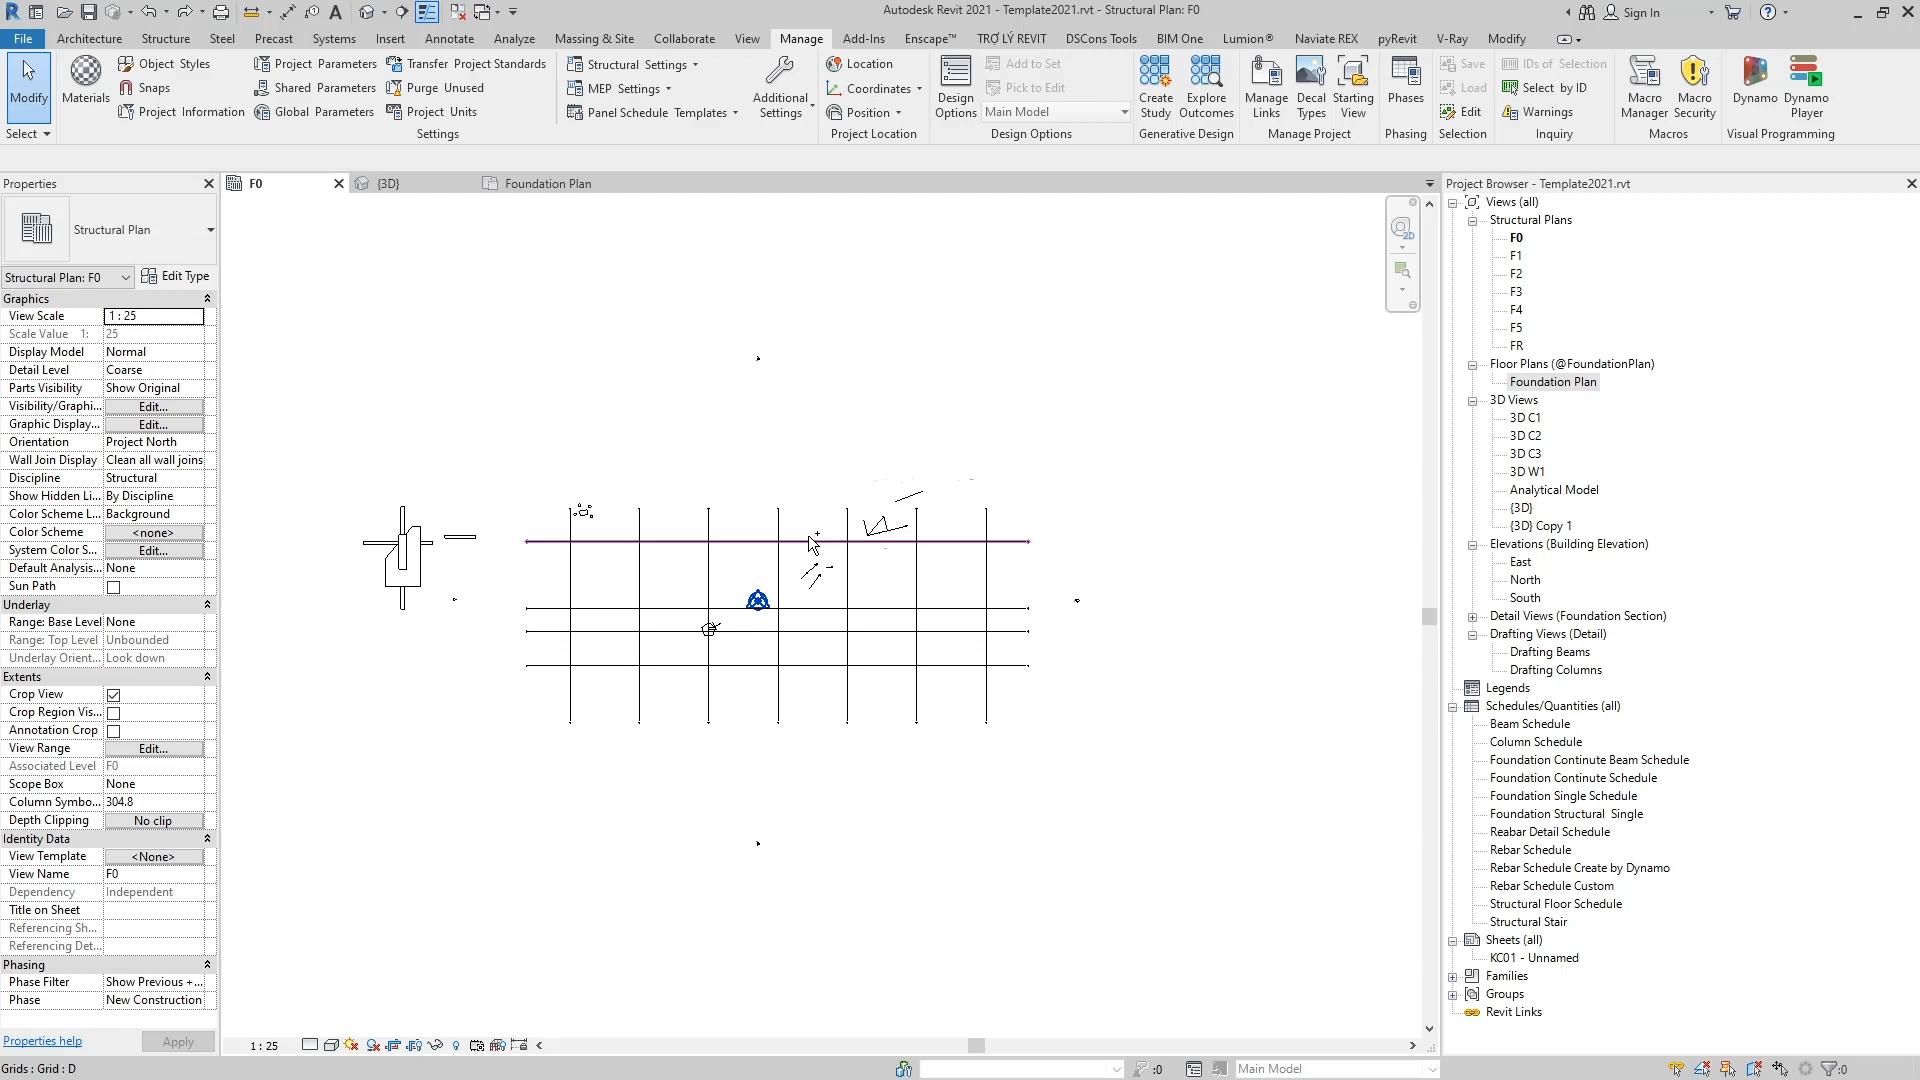 Autodesk Revit 2021 - Template2021.rvt - Structural Plan: F0
Sign In
File Architecture Structure Steel Precast Systems Insert Annotate Analyze Massing & Site Collaborate View Manage Add-Ins Enscape™ TRỢ LÝ REVIT DSCons Tools BIM One Lumion® Naviate REX pyRevit V-Ray Modify
Modify
Select
Materials
Object Styles
Snaps
Project Information
Project Parameters
Shared Parameters
Global Parameters
Transfer Project Standards
Purge Unused
Project Units
Settings
Structural Settings
MEP Settings
Panel Schedule Templates
Additional Settings
Location
Coordinates
Position
Project Location
Design Options
Add to Set
Pick to Edit
Main Model
Design Options
Create Study
Explore Outcomes
Generative Design
Manage Links
Decal Types
Starting View
Manage Project
Phases
Phasing
Save
Load
Edit
Selection
IDs of Selection
Select by ID
Warnings
Inquiry
Macro Manager
Macro Security
Macros
Dynamo
Dynamo Player
Visual Programming
Properties
Structural Plan
Structural Plan: F0
Edit Type
Graphics
View Scale 1 : 25
Scale Value 1: 25
Display Model Normal
Detail Level Coarse
Parts Visibility Show Original
Visibility/Graphi... Edit...
Graphic Display... Edit...
Orientation Project North
Wall Join Display Clean all wall joins
Discipline Structural
Show Hidden Li... By Discipline
Color Scheme L... Background
Color Scheme <none>
System Color S... Edit...
Default Analysis... None
Sun Path
Underlay
Range: Base Level None
Range: Top Level Unbounded
Underlay Orient... Look down
Extents
Crop View
Crop Region Vis...
Annotation Crop
View Range Edit...
Associated Level F0
Scope Box None
Column Symbo... 304.8
Depth Clipping No clip
Identity Data
View Template <None>
View Name F0
Dependency Independent
Title on Sheet
Referencing Sh...
Referencing Det...
Phasing
Phase Filter Show Previous +...
Phase New Construction
Properties help
Apply
F0
{3D}
Foundation Plan
2D
1 : 25
Project Browser - Template2021.rvt
Views (all)
Structural Plans
F0
F1
F2
F3
F4
F5
FR
Floor Plans (@FoundationPlan)
Foundation Plan
3D Views
3D C1
3D C2
3D C3
3D W1
Analytical Model
{3D}
{3D} Copy 1
Elevations (Building Elevation)
East
North
South
Detail Views (Foundation Section)
Drafting Views (Detail)
Drafting Beams
Drafting Columns
Legends
Schedules/Quantities (all)
Beam Schedule
Column Schedule
Foundation Continute Beam Schedule
Foundation Continute Schedule
Foundation Single Schedule
Foundation Structural Single
Reabar Detail Schedule
Rebar Schedule
Rebar Schedule Create by Dynamo
Rebar Schedule Custom
Structural Floor Schedule
Structural Stair
Sheets (all)
KC01 - Unnamed
Families
Groups
Revit Links
Grids : Grid : D
:0
Main Model
:0